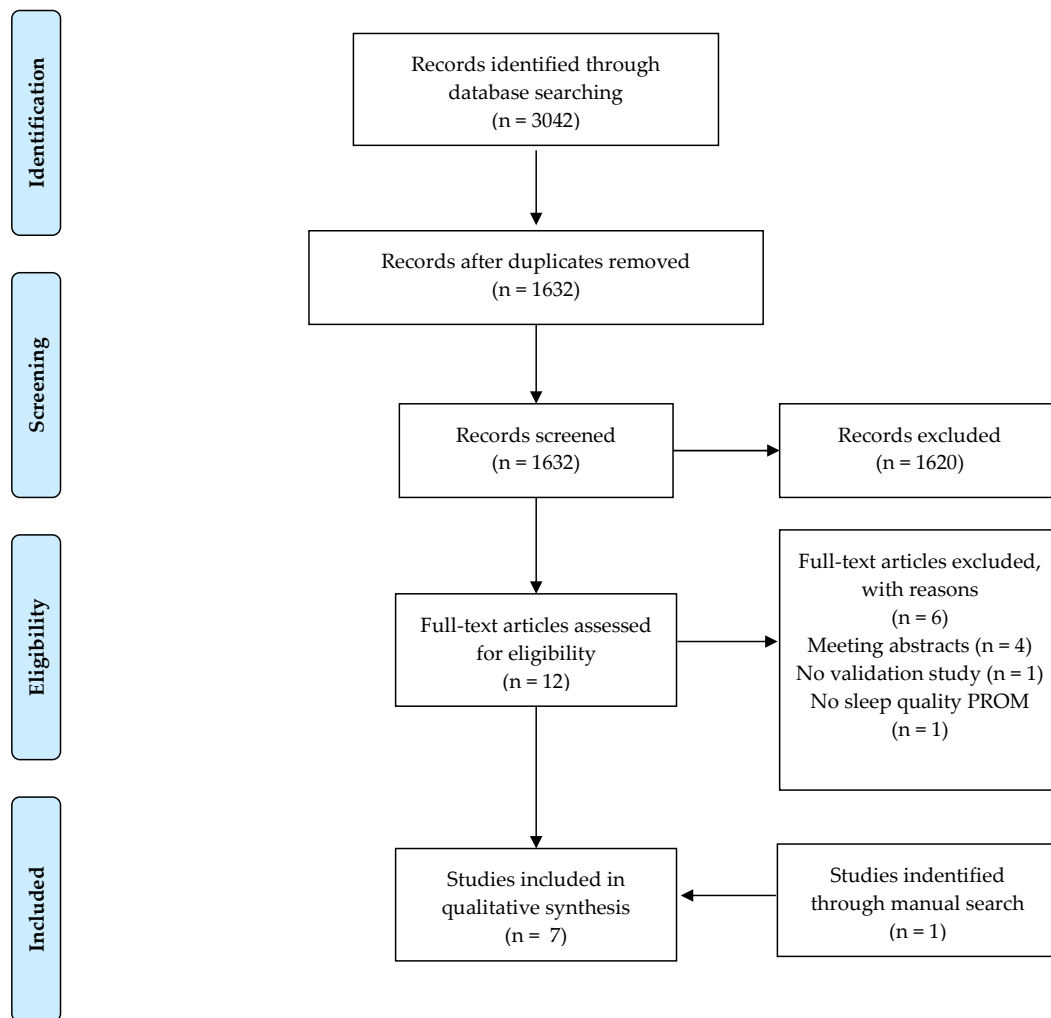 Identification
Records identified through
database searching
(n = 3042)
Records after duplicates removed
(n = 1632)
Screening
Records screened
(n = 1632)
Records excluded
(n = 1620)
Eligibility
Full-text articles assessed
for eligibility
(n = 12)
Full-text articles excluded,
with reasons
(n = 6)
Meeting abstracts (n = 4)
No validation study (n = 1)
No sleep quality PROM
(n = 1)
Included
Studies included in
qualitative synthesis
(n = 7)
Studies indentified
through manual search
(n = 1)